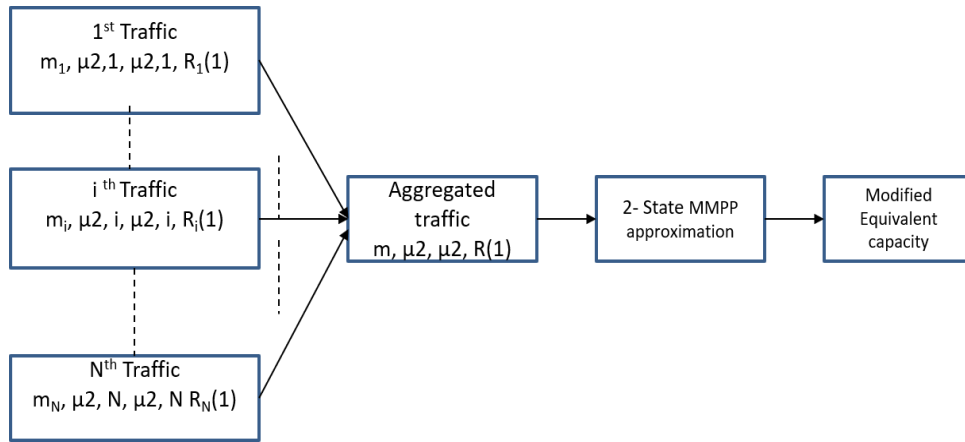 1st Traffic
m1, μ2,1, μ2,1, R1(1)
i th Traffic
mi, μ2, i, μ2, i, Ri(1)
Nth Traffic
mN, μ2, N, μ2, N RN(1)
Aggregated
traffic
m, μ2, μ2, R(1)
2- State MMPP
approximation
Modified
Equivalent
capacity